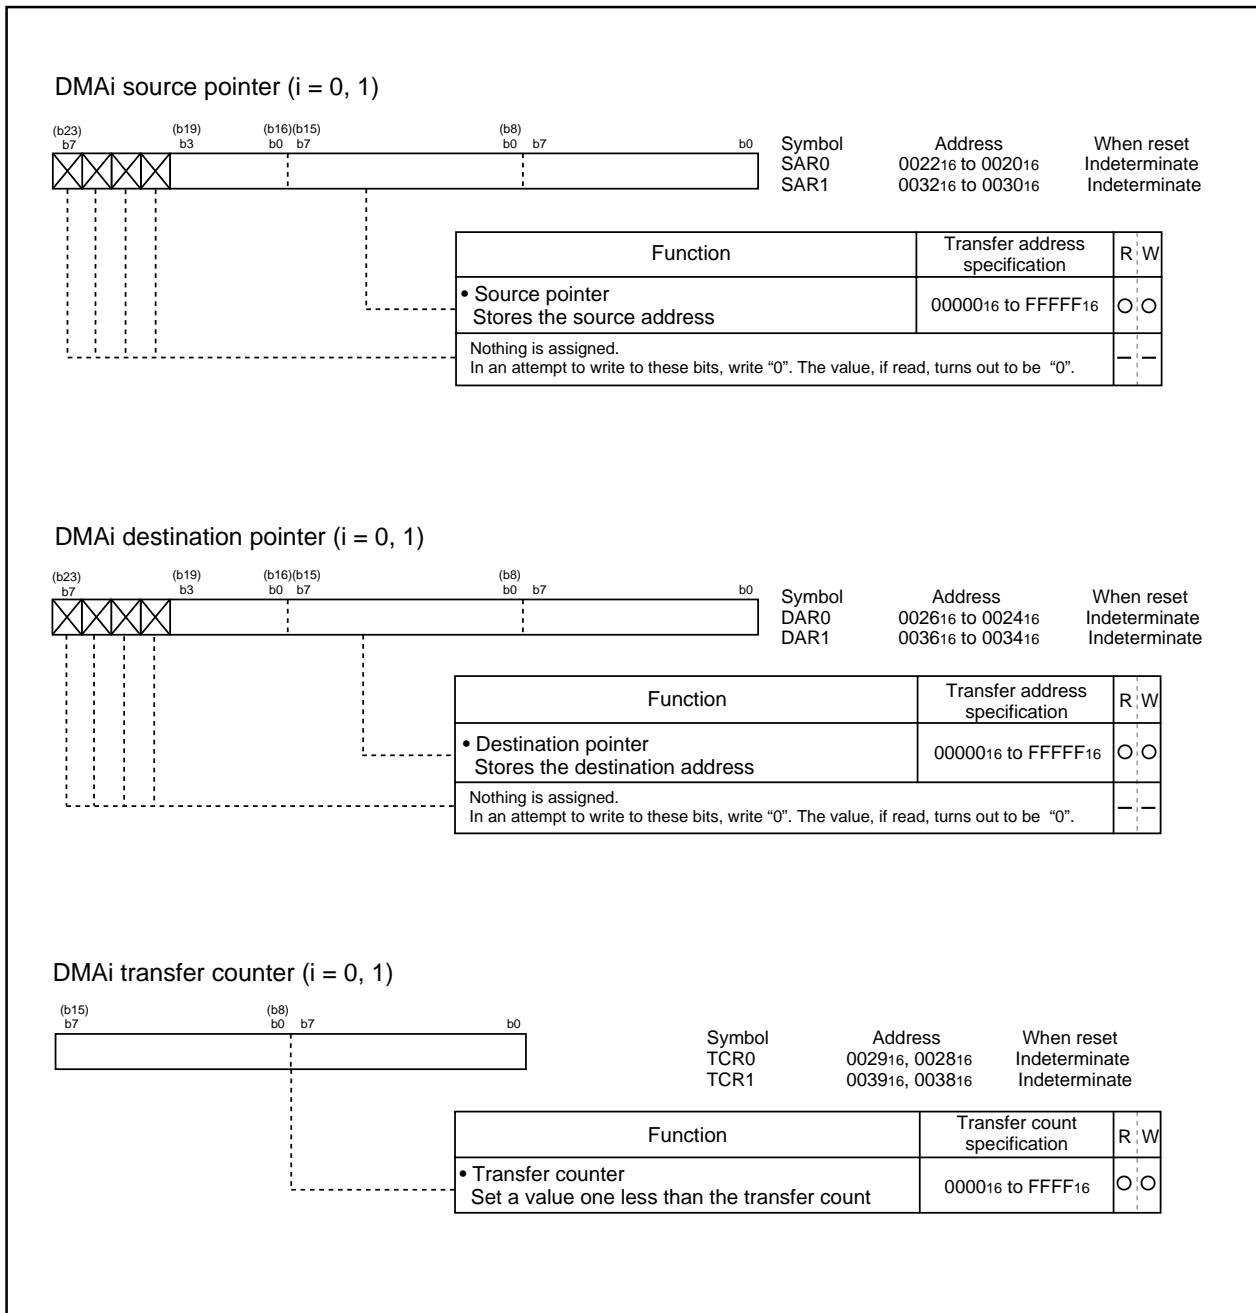 DMAi source pointer (i = 0, 1)
(b23) (b19) (b16)(b15) (b8)
b7 b3 b0 b7 b0 b7 b0
Symbol Address When reset
SAR0 002216 to 002016 Indeterminate
SAR1 003216 to 003016 Indeterminate
Function Transfer address specification R W
• Source pointer
Stores the source address 0000016 to FFFFF16
Nothing is assigned.
In an attempt to write to these bits, write “0”. The value, if read, turns out to be “0”.
DMAi destination pointer (i = 0, 1)
(b23) (b19) (b16)(b15) (b8)
b7 b3 b0 b7 b0 b7 b0
Symbol Address When reset
DAR0 002616 to 002416 Indeterminate
DAR1 003616 to 003416 Indeterminate
Function Transfer address specification R W
• Destination pointer
Stores the destination address 0000016 to FFFFF16
Nothing is assigned.
In an attempt to write to these bits, write “0”. The value, if read, turns out to be “0”.
DMAi transfer counter (i = 0, 1)
(b15) (b8)
b7 b0 b7 b0
Symbol Address When reset
TCR0 002916, 002816 Indeterminate
TCR1 003916, 003816 Indeterminate
Function Transfer count specification R W
• Transfer counter
Set a value one less than the transfer count 000016 to FFFF16